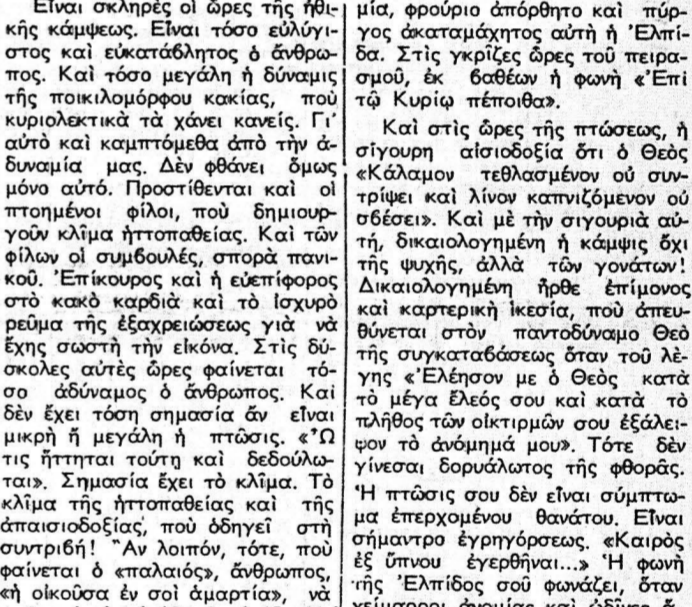 Εἶναι σκληρὲς οἱ ὧρες τῆς ἠθι-
κῆς κάμψεως. Εἶναι τόσο εὐλύγι-
στος καὶ εὐκατάβλητος ὁ ἄνθρω-
πος. Καὶ τόσο μεγάλη ἡ δύναμις
τῆς ποικιλομόρφου κακίας, ποὺ
κυριολεκτικὰ τὰ χάνει κανείς. Γι'
αὐτὸ καὶ καμπτόμεθα ἀπὸ τὴν ἀ-
δυναμία μας. Δὲν φθάνει ὅμως
μόνο αὐτό. Προστίθενται καὶ οἱ
πτοημένοι φίλοι, ποὺ δημιουρ-
γοῦν κλῖμα ἡττοπαθείας. Καὶ τῶν
φίλων οἱ συμβουλές, σπορὰ πανι-
κοῦ. Ἐπίκουρος καὶ ἡ εὐεπίφορος
στὸ κακὸ καρδιὰ καὶ τὸ ἰσχυρὸ
ρεῦμα τῆς ἐξαχρειώσεως γιὰ νὰ
ἔχης σωστὴ τὴν εἰκόνα. Στὶς δύ-
σκολες αὐτὲς ὧρες φαίνεται τό-
σο ἀδύναμος ὁ ἄνθρωπος. Καὶ
δὲν ἔχει τόση σημασία ἄν εἶναι
μικρὴ ἤ μεγάλη ἡ πτῶσις. «Ὦ
τις ἥττηται τούτῃ καὶ δεδούλω-
ται». Σημασία ἔχει τὸ κλῖμα. Τὸ
κλῖμα τῆς ἡττοπαθείας καὶ τῆς
ἀπαισιοδοξίας, ποὺ ὁδηγεῖ στὴ
συντριβή! Ἂν λοιπόν, τότε, ποὺ
φαίνεται ὁ «παλαιός», ἄνθρωπος,
«ἡ οἰκοῦσα ἐν σοὶ ἁμαρτία», νὰ
μία, φρούριο ἀπόρθητο καὶ πύρ-
γος ἀκαταμάχητος αὐτὴ ἡ Ἐλπί-
δα. Στὶς γκρίζες ὧρες τοῦ πειρα-
σμοῦ, ἐκ βαθέων ἡ φωνὴ «Ἐπὶ
τῷ Κυρίῳ πέποιθα».
Καὶ στὶς ὧρες τῆς πτώσεως, ἡ
σίγουρη αἰσιοδοξία ὅτι ὁ Θεὸς
«Κάλαμον τεθλασμένον οὐ συν-
τρίψει καὶ λίνον καπνιζόμενον οὐ
σβέσει». Καὶ μὲ τὴν σιγουριὰ αὐ-
τή, δικαιολογημένη ἡ κάμψις ὄχι
τῆς ψυχῆς, ἀλλὰ τῶν γονάτων!
Δικαιολογημένη ἦρθε ἐπίμονος
καὶ καρτερικὴ ἱκεσία, ποὺ ἀπευ-
θύνεται στὸν παντοδύναμο Θεὸ
τῆς συγκαταβάσεως ὅταν τοῦ λὲ-
γης «Ἐλέησον με ὁ Θεὸς κατὰ
τὸ μέγα ἔλεός σου καὶ κατὰ τὸ
πλῆθος τῶν οἰκτιρμῶν σου ἐξάλει-
ψον τὸ ἀνόμημά μου». Τότε δὲν
γίνεσαι δορυάλωτος τῆς φθορᾶς.
Ἡ πτῶσις σου δὲν εἶναι σύμπτω-
μα ἐπερχομένου θανάτου. Εἶναι
σήμαντρο ἐγρηγόρσεως. «Καιρὸς
ἐξ ὕπνου ἐγερθῆναι...» Ἡ φωνὴ
τῆς Ἐλπίδος σοῦ φωνάζει, ὅταν